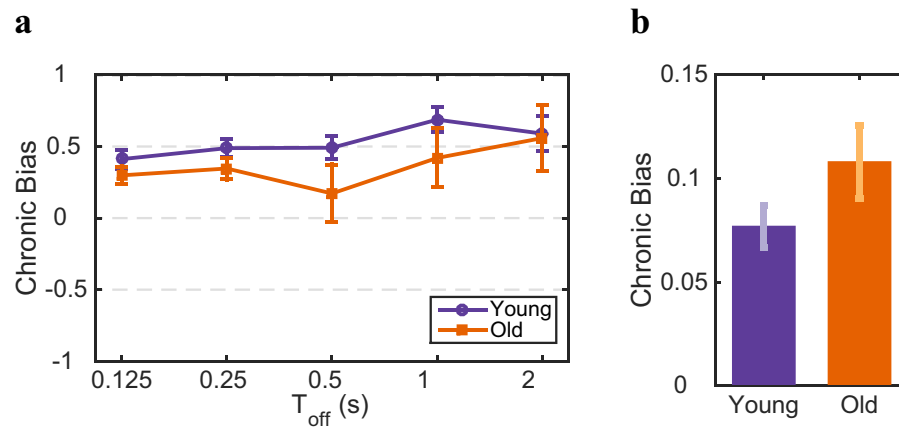 a
Chronic Bias
1
0.5
0
-0.5
-1
0.125 0.25 0.5 1 2
T_off (s)
Young
Old
b
Chronic Bias
0.15
0.1
0.05
0
Young Old